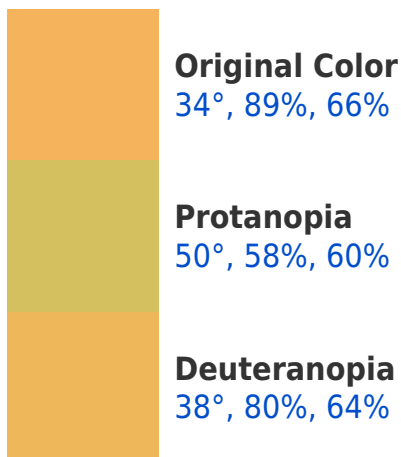 Original Color
34°, 89%, 66%
Protanopia
50°, 58%, 60%
Deuteranopia
38°, 80%, 64%